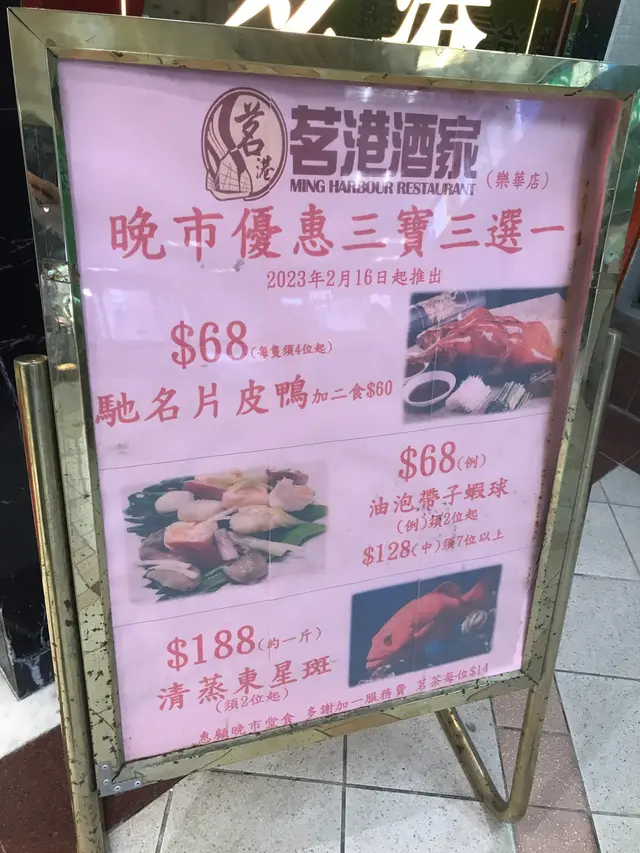 茗港
茗港酒家
MING HARBOUR RESTAURANT
(樂華店)
晚市優惠三寶三選一
2023年2月16日起推出
$68(每隻須4位起)
馳名片皮鴨加二食$60
$68(例)
油泡帶子蝦球
(例)須2位起
$128(中)須7位以上
$188(約一斤)
清蒸東星斑
(須2位起)
惠顧晚市堂食 多謝加一服務費 茗茶每位$14